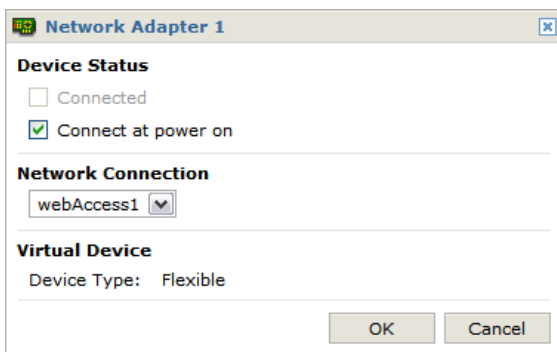 Network Adapter 1
Device Status
Connected
Connect at power on
Network Connection
webAccess1
Virtual Device
Device Type: Flexible
OK Cancel